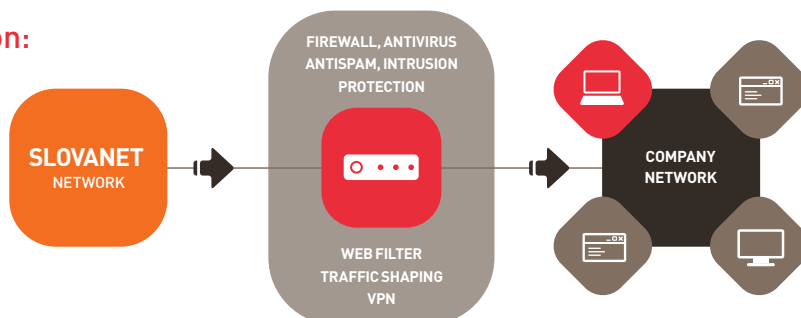 on:
FIREWALL, ANTIVIRUS
ANTISPAM, INTRUSION
PROTECTION
SLOVANET
NETWORK
COMPANY
NETWORK
WEB FILTER
TRAFFIC SHAPING
VPN